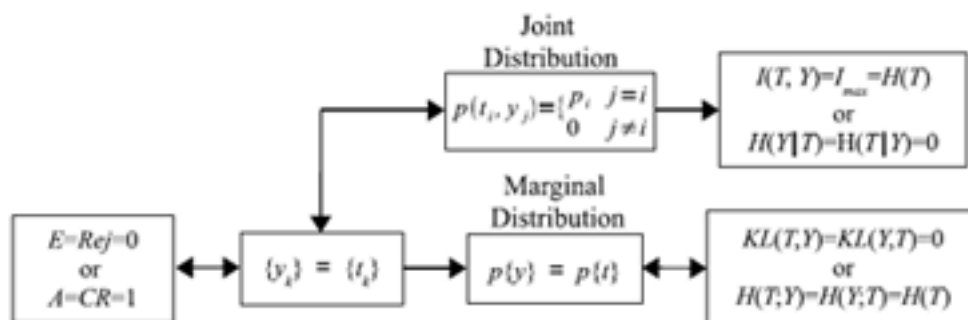 Joint
Distribution
p(t_i, y_j)={p_i j=i
0 j≠i
I(T, Y)=I_max=H(T)
or
H(Y|T)=H(T|Y)=0
Marginal
Distribution
E=Rej=0
or
A=CR=1
{y_k} = {t_k}
p{y} = p{t}
KL(T,Y)=KL(Y,T)=0
or
H(T;Y)=H(Y;T)=H(T)